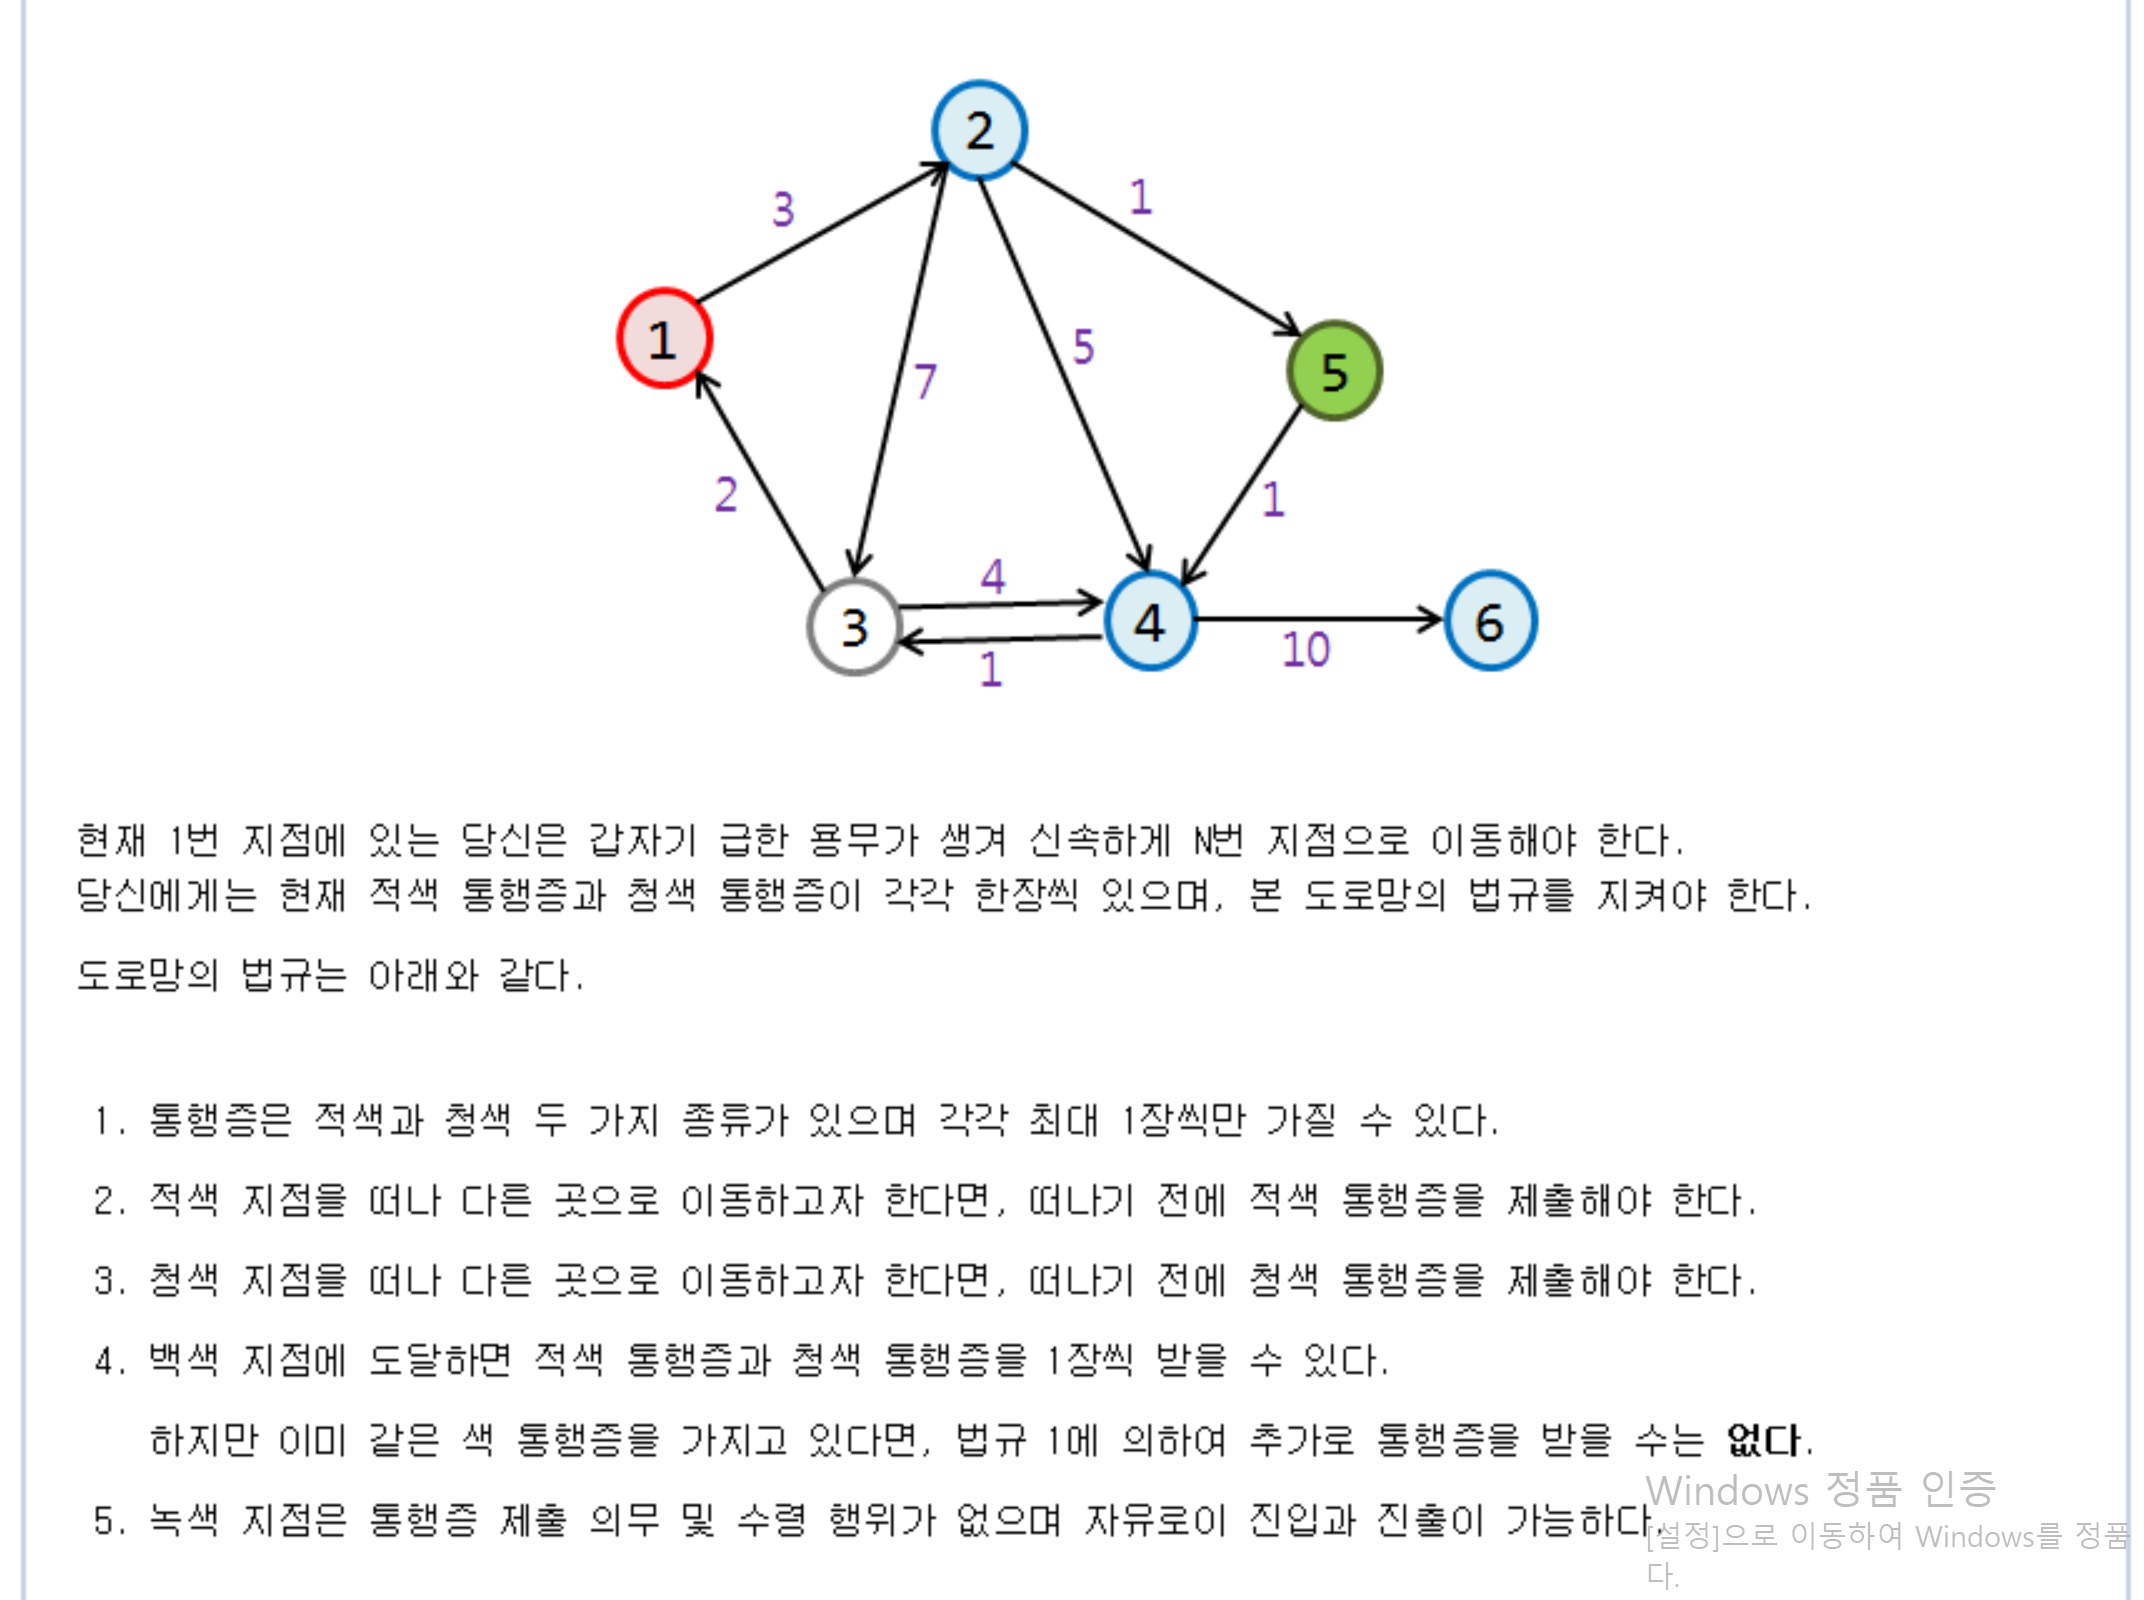 2
3
1
1
5
7
5
2
1
4
3
4
6
1
10
현재 1번 지점에 있는 당신은 갑자기 급한 용무가 생겨 신속하게 N번 지점으로 이동해야 한다.
당신에게는 현재 적색 통행증과 청색 통행증이 각각 한장씩 있으며, 본 도로망의 법규를 지켜야 한다.
도로망의 법규는 아래와 같다.
1. 통행증은 적색과 청색 두 가지 종류가 있으며 각각 최대 1장씩만 가질 수 있다.
2. 적색 지점을 떠나 다른 곳으로 이동하고자 한다면, 떠나기 전에 적색 통행증을 제출해야 한다.
3. 청색 지점을 떠나 다른 곳으로 이동하고자 한다면, 떠나기 전에 청색 통행증을 제출해야 한다.
4. 백색 지점에 도달하면 적색 통행증과 청색 통행증을 1장씩 받을 수 있다.
하지만 이미 같은 색 통행증을 가지고 있다면, 법규 1에 의하여 추가로 통행증을 받을 수는 없다.
5. 녹색 지점은 통행증 제출 의무 및 수령 행위가 없으며 자유로이 진입과 진출이 가능하다.
Windows 정품 인증
[설정]으로 이동하여 Windows를 정품
다.